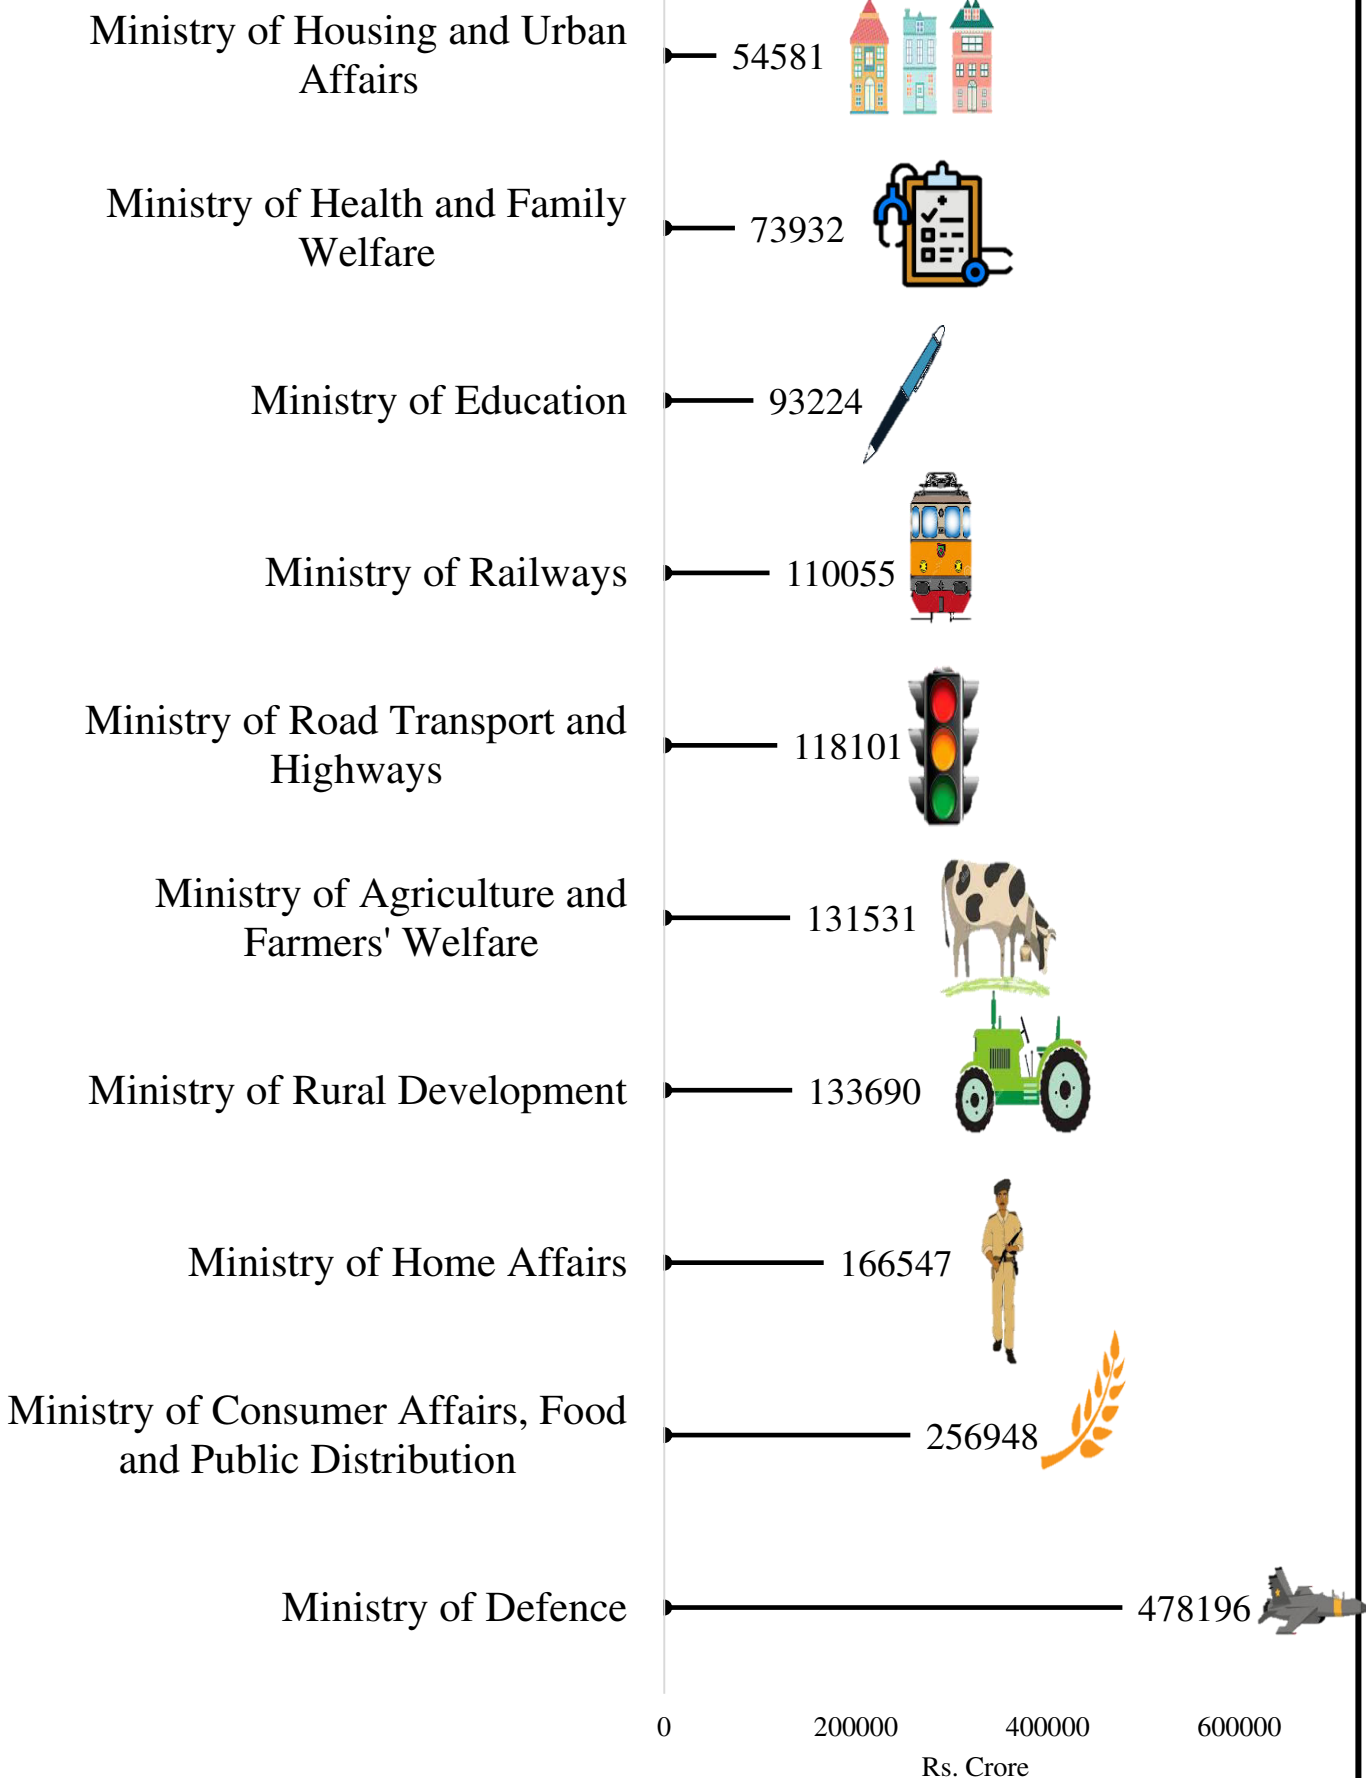 Ministry of Housing and Urban
Affairs
54581
Ministry of Health and Family
Welfare
73932
Ministry of Education
93224
Ministry of Railways
110055
Ministry of Road Transport and
Highways
118101
Ministry of Agriculture and
Farmers' Welfare
131531
Ministry of Rural Development
133690
Ministry of Home Affairs
166547
Ministry of Consumer Affairs, Food
and Public Distribution
256948
Ministry of Defence
478196
0 200000 400000 600000
Rs. Crore